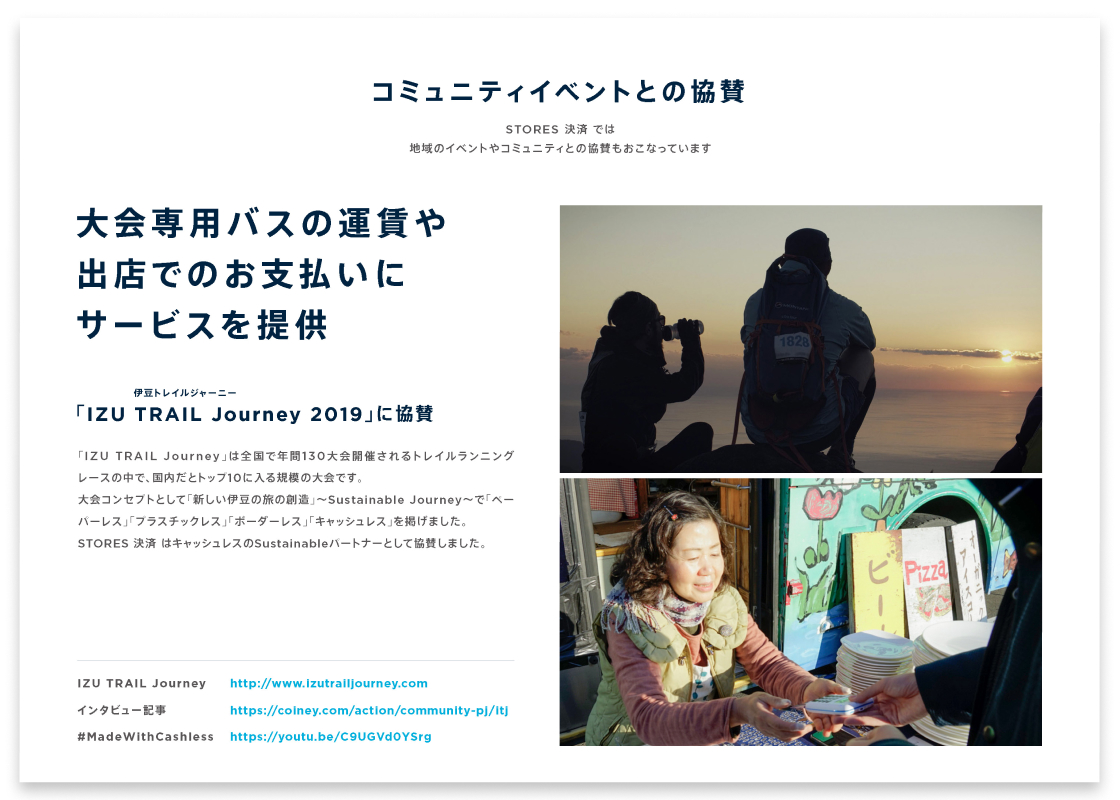 コミュニティイベントとの協賛
STORES 決済 では
地域のイベントやコミュニティとの協賛もおこなっています
大会専用バスの運賃や
出店でのお支払いに
サービスを提供
伊豆トレイルジャーニー
「IZU TRAIL Journey 2019」に協賛
「IZU TRAIL Journey」は全国で年間130大会開催されるトレイルランニング
レースの中で、国内だとトップ10に入る規模の大会です。
大会コンセプトとして「新しい伊豆の旅の創造」〜Sustainable Journey〜で「ペー
パーレス」「プラスチックレス」「ボーダーレス」「キャッシュレス」を掲げました。
STORES 決済 はキャッシュレスのSustainableパートナーとして協賛しました。
IZU TRAIL Journey http://www.izutrailjourney.com
インタビュー記事 https://coiney.com/action/community-pj/itj
#MadeWithCashless https://youtu.be/C9UGVd0YSrg
1828
ビー
Pizza